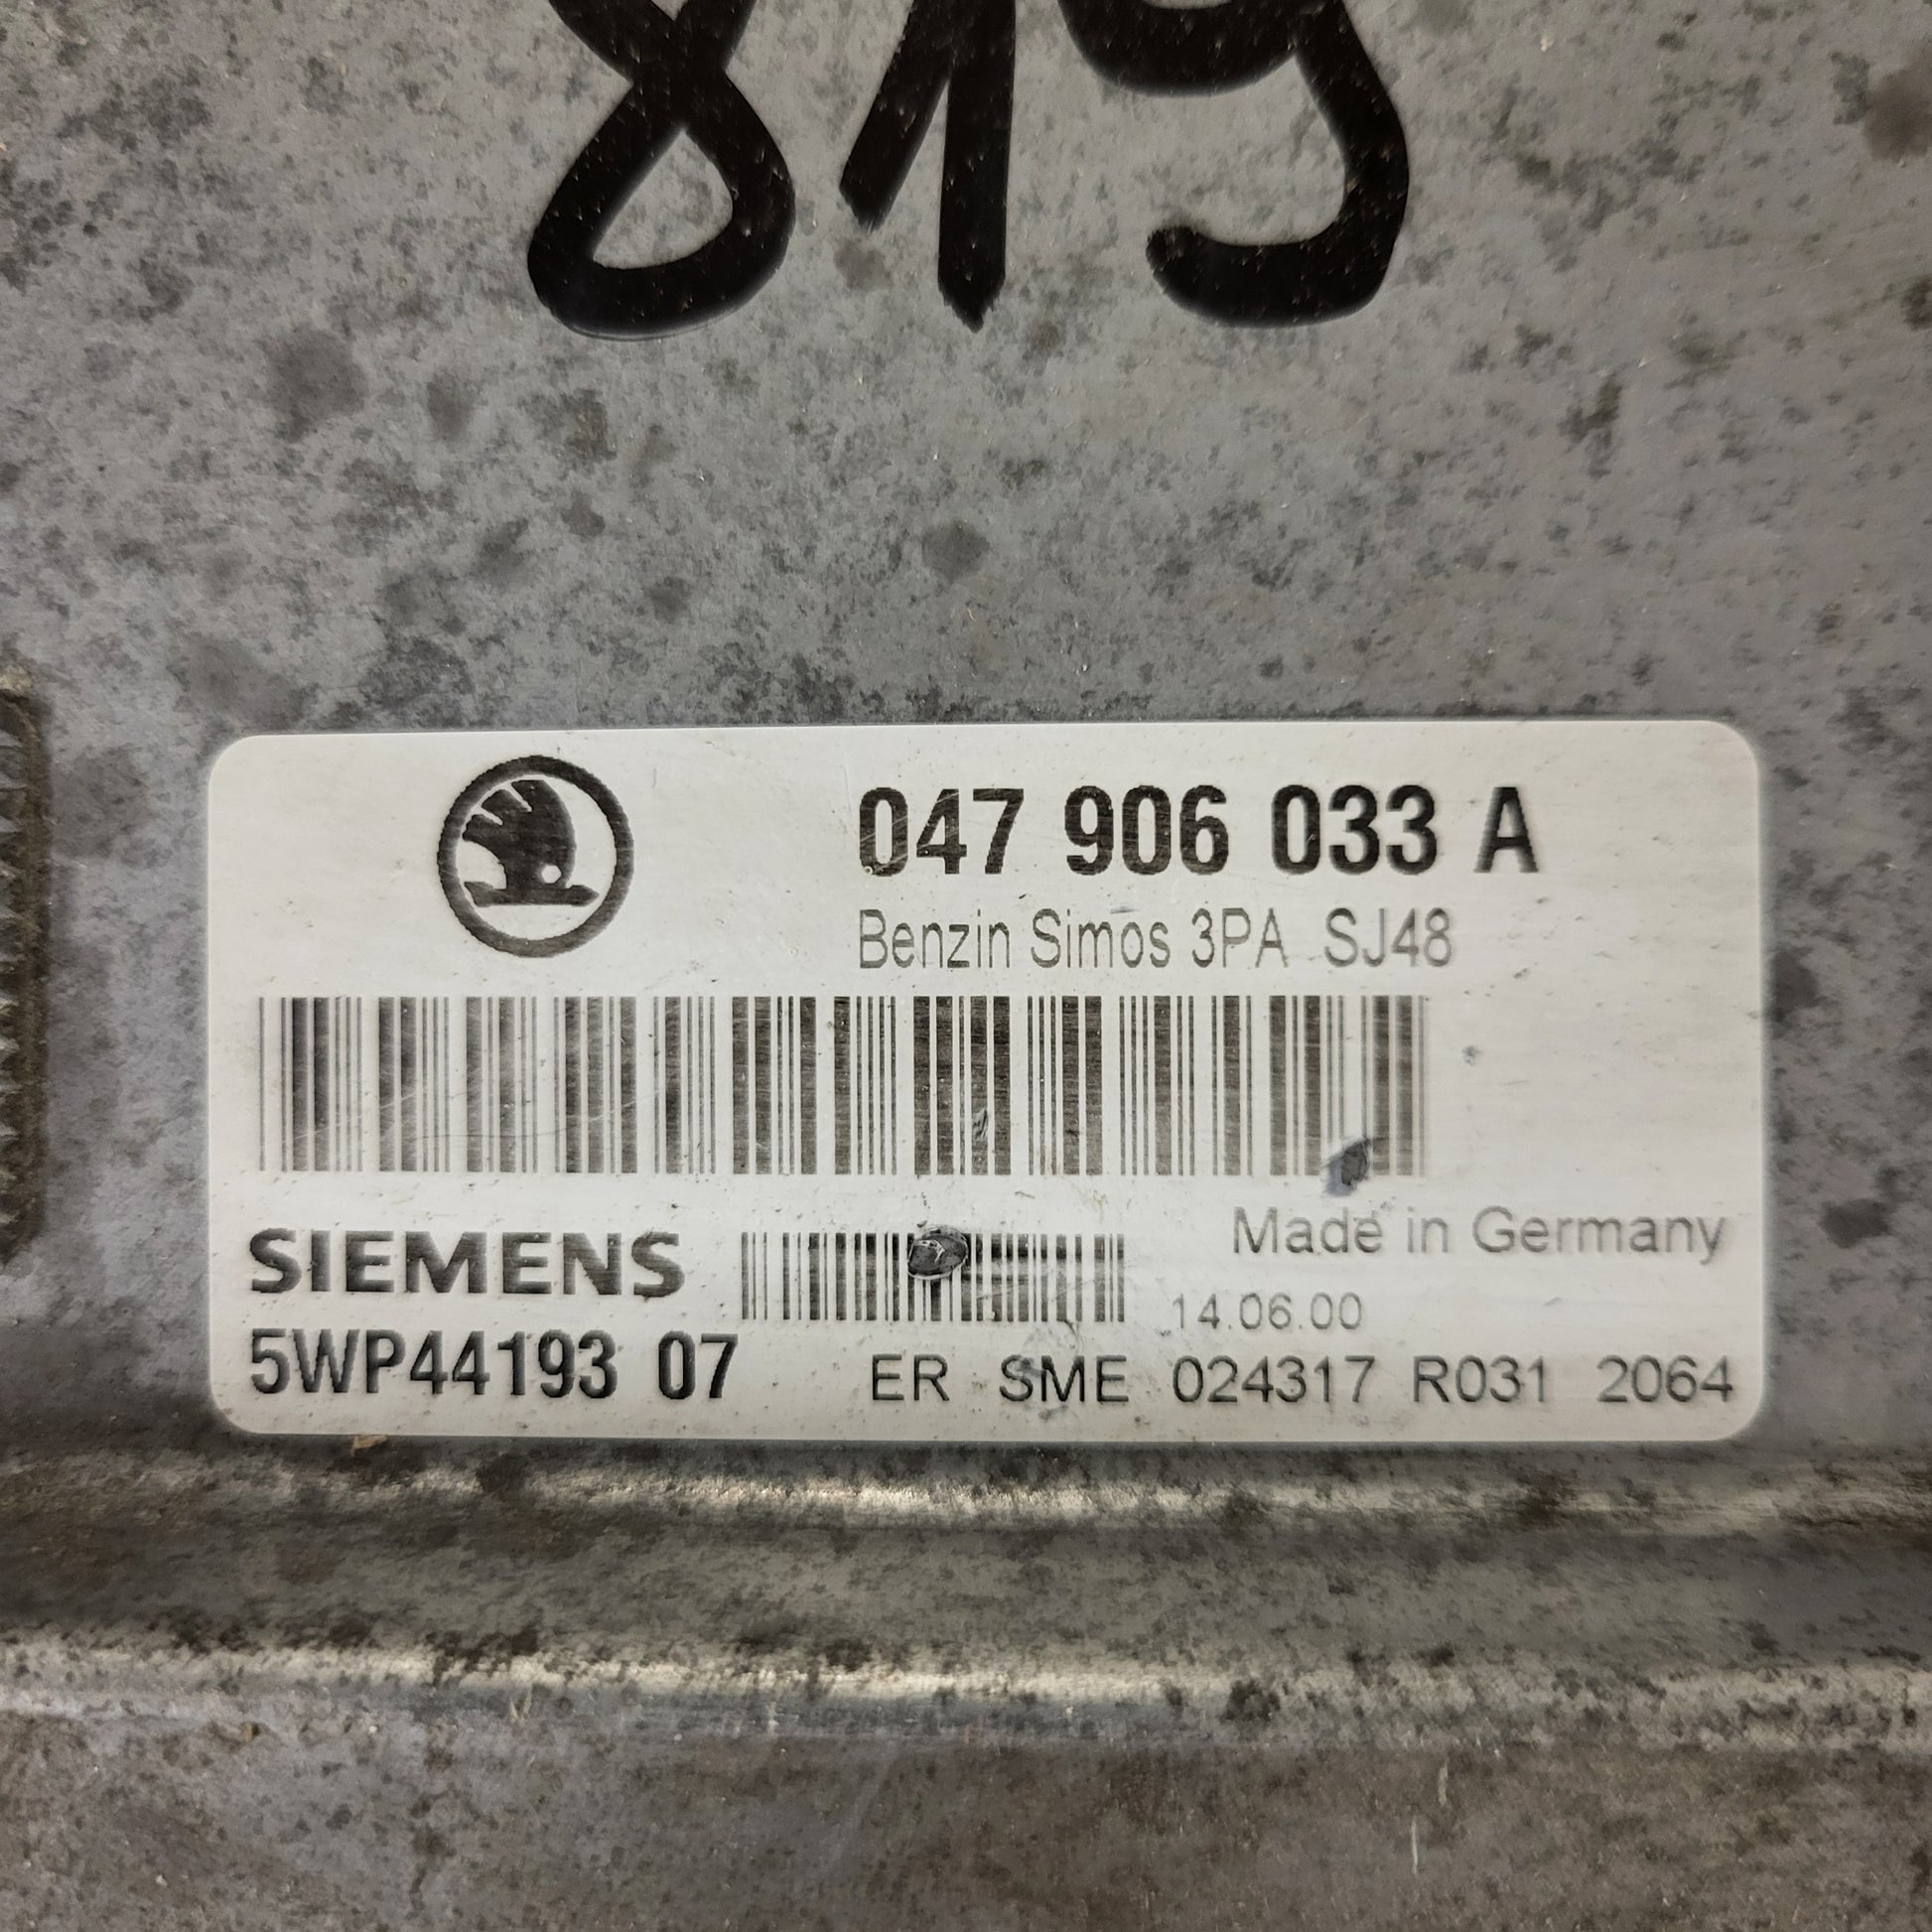 819
047 906 033 A
Benzin Simos 3PA SJ48
Made in Germany
SIEMENS
14.06.00
5WP44193 07 ER SME 024317 R031 2064